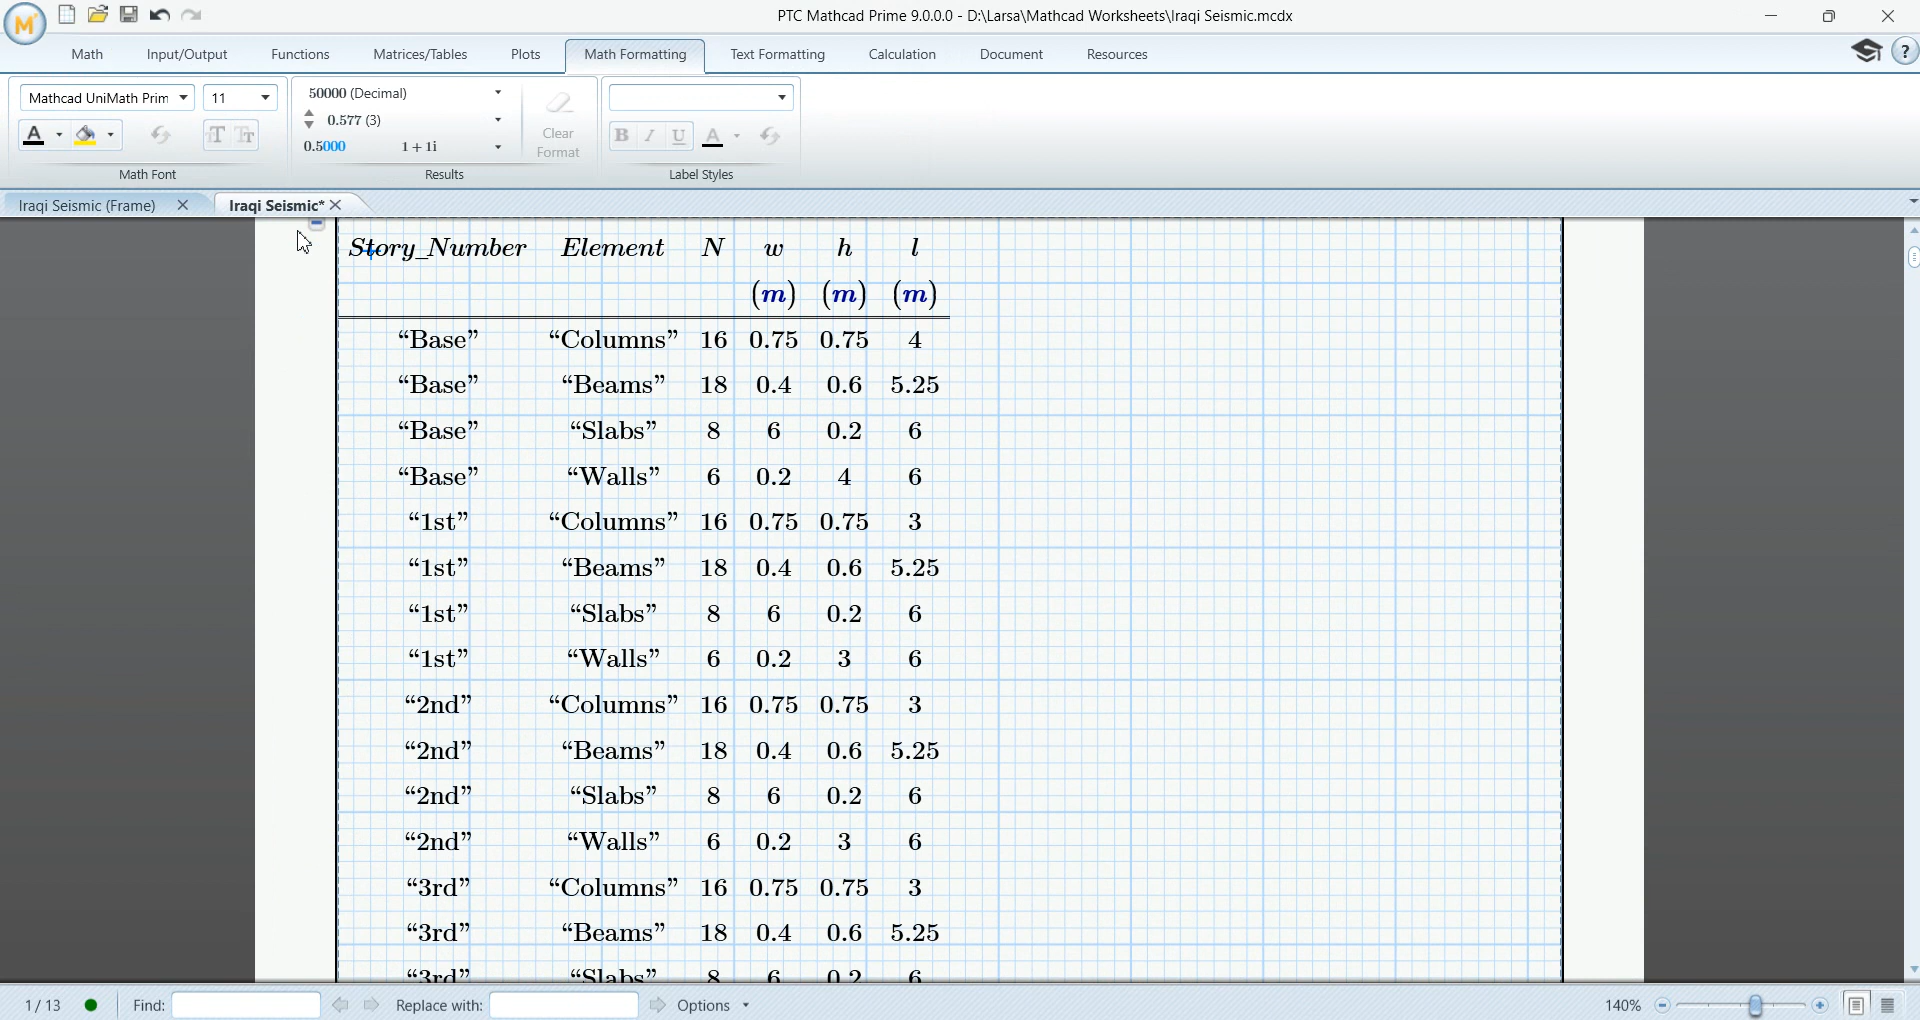 PTC Mathcad Prime 9.0.0.0 - D:\Larsa\Mathcad Worksheets\Iraqi Seismic.mcdx
Math Input/Output Functions Matrices/Tables Plots Math Formatting Text Formatting Calculation Document Resources
Mathcad UniMath Prim 11
50000 (Decimal)
0.577 (3)
0.5000 1 + 1i
Clear
Format
B I U A
Math Font Results Label Styles
Iraqi Seismic (Frame) Iraqi Seismic*
Story_Number Element N w h l
(m) (m) (m)
“Base” “Columns” 16 0.75 0.75 4
“Base” “Beams” 18 0.4 0.6 5.25
“Base” “Slabs” 8 6 0.2 6
“Base” “Walls” 6 0.2 4 6
“1st” “Columns” 16 0.75 0.75 3
“1st” “Beams” 18 0.4 0.6 5.25
“1st” “Slabs” 8 6 0.2 6
“1st” “Walls” 6 0.2 3 6
“2nd” “Columns” 16 0.75 0.75 3
“2nd” “Beams” 18 0.4 0.6 5.25
“2nd” “Slabs” 8 6 0.2 6
“2nd” “Walls” 6 0.2 3 6
“3rd” “Columns” 16 0.75 0.75 3
“3rd” “Beams” 18 0.4 0.6 5.25
“3rd” “Slabs” 8 6 0.2 6
1 / 13 Find: Replace with: Options 140%